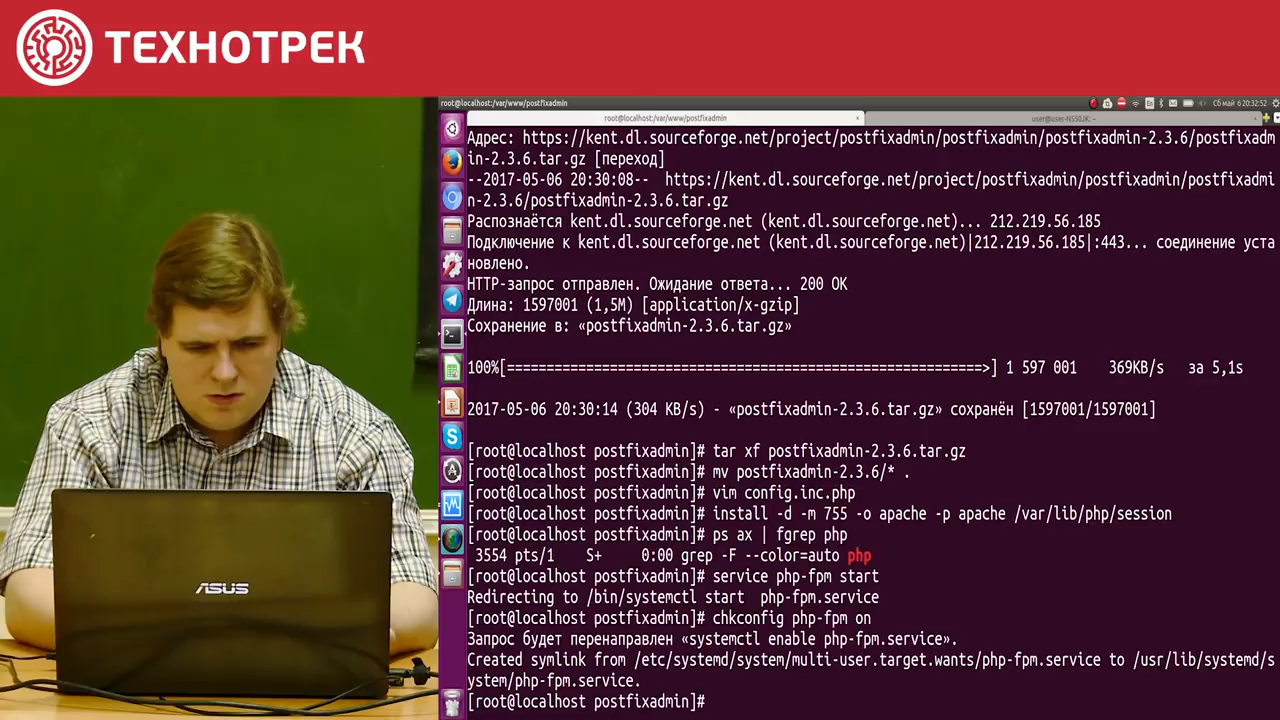 ТЕХНОТРЕК
root@localhost:/var/www/postfixadmin
En
Сб май 6 20:32:52
root@localhost:/var/www/postfixadmin
user@user-N550JK: ~
Адрес: https://kent.dl.sourceforge.net/project/postfixadmin/postfixadmin/postfixadmin-2.3.6/postfixadm
in-2.3.6.tar.gz [переход]
--2017-05-06 20:30:08--  https://kent.dl.sourceforge.net/project/postfixadmin/postfixadmin/postfixadmi
n-2.3.6/postfixadmin-2.3.6.tar.gz
Распознаётся kent.dl.sourceforge.net (kent.dl.sourceforge.net)... 212.219.56.185
Подключение к kent.dl.sourceforge.net (kent.dl.sourceforge.net)|212.219.56.185|:443... соединение уста
новлено.
HTTP-запрос отправлен. Ожидание ответа... 200 OK
Длина: 1597001 (1,5M) [application/x-gzip]
Сохранение в: «postfixadmin-2.3.6.tar.gz»
100%[======================================================>] 1 597 001    369KB/s   за 5,1s
2017-05-06 20:30:14 (304 KB/s) - «postfixadmin-2.3.6.tar.gz» сохранён [1597001/1597001]
[root@localhost postfixadmin]# tar xf postfixadmin-2.3.6.tar.gz
[root@localhost postfixadmin]# mv postfixadmin-2.3.6/* .
[root@localhost postfixadmin]# vim config.inc.php
[root@localhost postfixadmin]# install -d -m 755 -o apache -p apache /var/lib/php/session
[root@localhost postfixadmin]# ps ax | fgrep php
 3554 pts/1    S+     0:00 grep -F --color=auto php
[root@localhost postfixadmin]# service php-fpm start
Redirecting to /bin/systemctl start  php-fpm.service
[root@localhost postfixadmin]# chkconfig php-fpm on
Запрос будет перенаправлен «systemctl enable php-fpm.service».
Created symlink from /etc/systemd/system/multi-user.target.wants/php-fpm.service to /usr/lib/systemd/s
ystem/php-fpm.service.
[root@localhost postfixadmin]#
ASUS